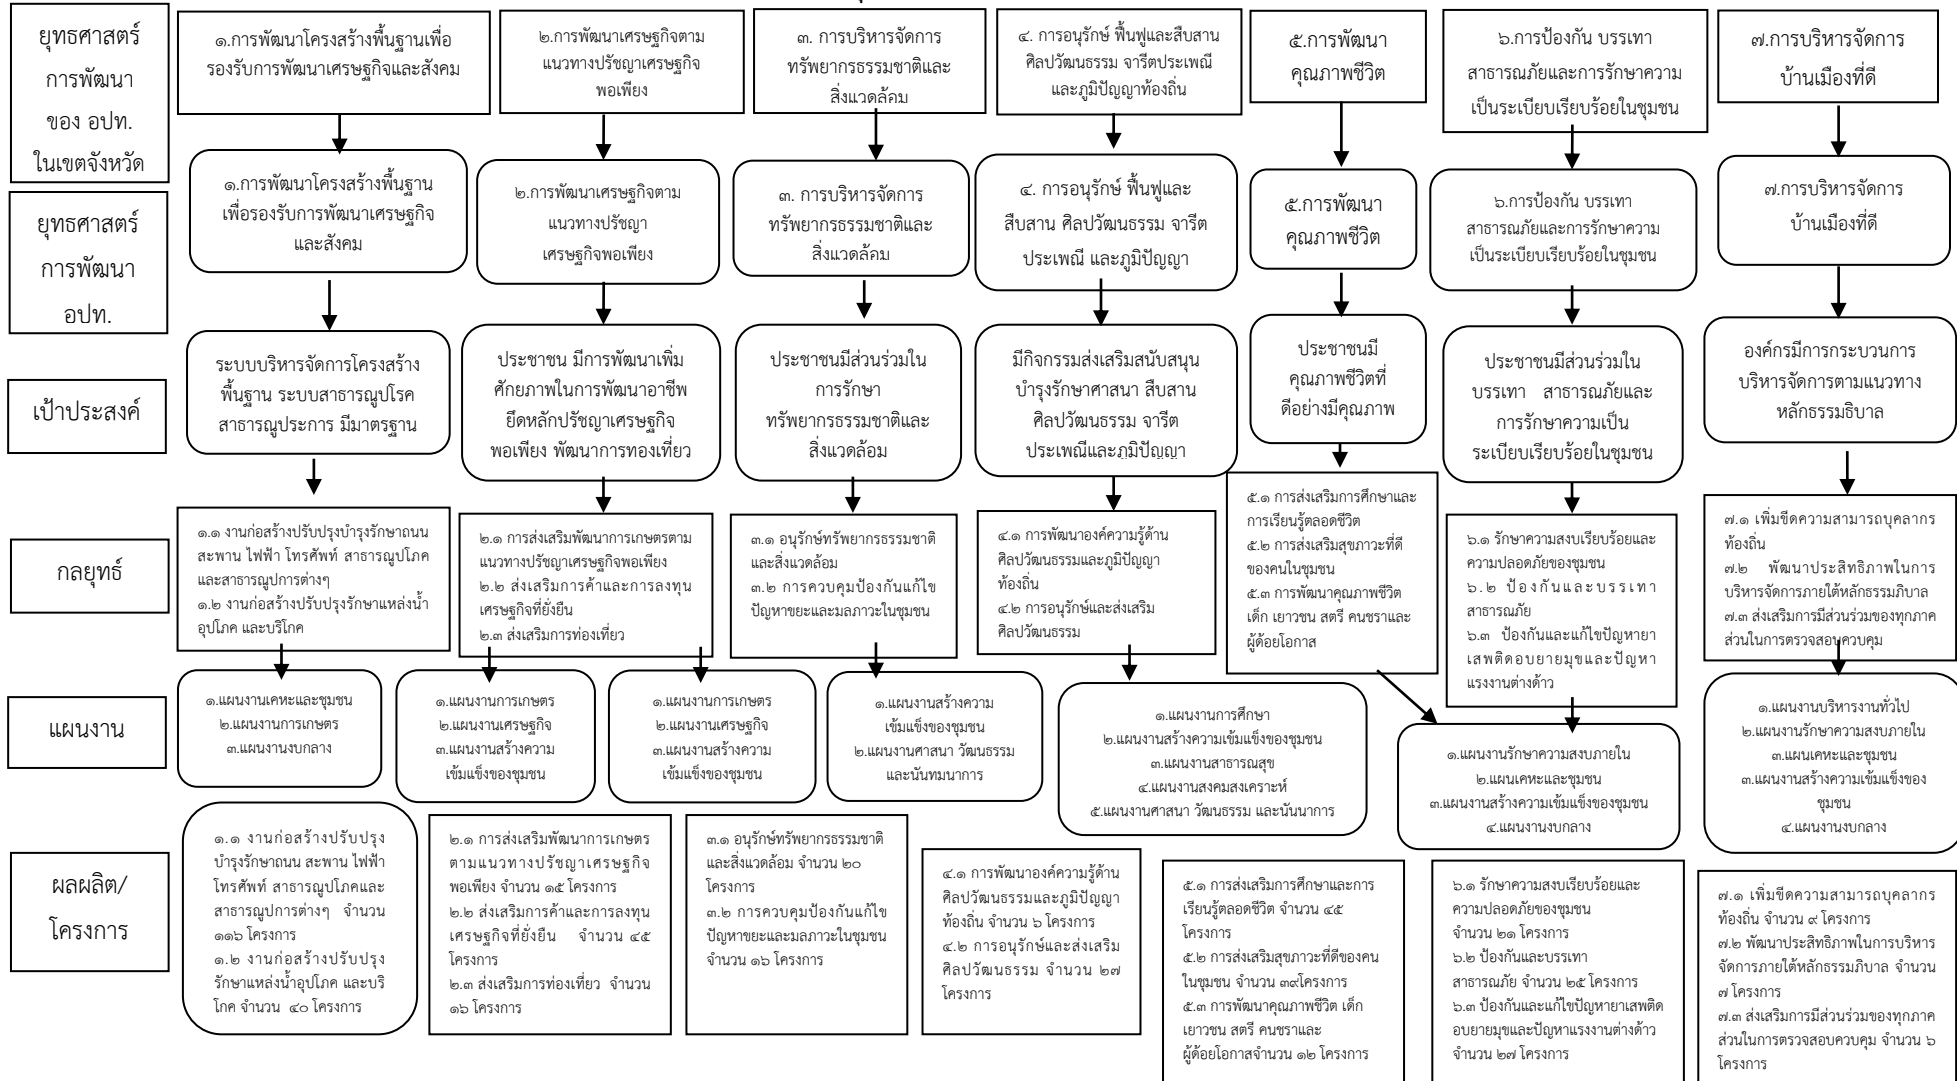 ยุทธศาสตร์
การพัฒนา
ของ อปท.
ในเขตจังหวัด
๑.การพัฒนาโครงสร้างพื้นฐานเพื่อ
รองรับการพัฒนาเศรษฐกิจและสังคม
๒.การพัฒนาเศรษฐกิจตาม
แนวทางปรัชญาเศรษฐกิจ
พอเพียง
๓. การบริหารจัดการ
ทรัพยากรธรรมชาติและ
สิ่งแวดล้อม
๔. การอนุรักษ์ ฟื้นฟูและสืบสาน
ศิลปวัฒนธรรม จารีตประเพณี
และภูมิปัญญาท้องถิ่น
๕.การพัฒนา
คุณภาพชีวิต
๖.การป้องกัน บรรเทา
สาธารณภัยและการรักษาความ
เป็นระเบียบเรียบร้อยในชุมชน
๗.การบริหารจัดการ
บ้านเมืองที่ดี
ยุทธศาสตร์
การพัฒนา
อปท.
๑.การพัฒนาโครงสร้างพื้นฐาน
เพื่อรองรับการพัฒนาเศรษฐกิจ
และสังคม
๒.การพัฒนาเศรษฐกิจตาม
แนวทางปรัชญา
เศรษฐกิจพอเพียง
๓. การบริหารจัดการ
ทรัพยากรธรรมชาติและ
สิ่งแวดล้อม
๔. การอนุรักษ์ ฟื้นฟูและ
สืบสาน ศิลปวัฒนธรรม จารีต
ประเพณี และภูมิปัญญา
๕.การพัฒนา
คุณภาพชีวิต
๖.การป้องกัน บรรเทา
สาธารณภัยและการรักษาความ
เป็นระเบียบเรียบร้อยในชุมชน
๗.การบริหารจัดการ
บ้านเมืองที่ดี
เป้าประสงค์
ระบบบริหารจัดการโครงสร้าง
พื้นฐาน ระบบสาธารณูปโรค
สาธารณูประการ มีมาตรฐาน
ประชาชน มีการพัฒนาเพิ่ม
ศักยภาพในการพัฒนาอาชีพ
ยึดหลักปรัชญาเศรษฐกิจ
พอเพียง พัฒนาการทองเที่ยว
ประชาชนมีส่วนร่วมใน
การรักษา
ทรัพยากรธรรมชาติและ
สิ่งแวดล้อม
มีกิจกรรมส่งเสริมสนับสนุน
บำรุงรักษาศาสนา สืบสาน
ศิลปวัฒนธรรม จารีต
ประเพณีและภูมิปัญญา
ประชาชนมี
คุณภาพชีวิตที่
ดีอย่างมีคุณภาพ
ประชาชนมีส่วนร่วมใน
บรรเทา สาธารณภัยและ
การรักษาความเป็น
ระเบียบเรียบร้อยในชุมชน
องค์กรมีการกระบวนการ
บริหารจัดการตามแนวทาง
หลักธรรมธิบาล
กลยุทธ์
๑.๑ งานก่อสร้างปรับปรุงบำรุงรักษาถนน
สะพาน ไฟฟ้า โทรศัพท์ สาธารณูปโภค
และสาธารณูปการต่างๆ
๑.๒ งานก่อสร้างปรับปรุงรักษาแหล่งน้ำ
อุปโภค และบริโภค
๒.๑ การส่งเสริมพัฒนาการเกษตรตาม
แนวทางปรัชญาเศรษฐกิจพอเพียง
๒.๒ ส่งเสริมการค้าและการลงทุน
เศรษฐกิจที่ยั่งยืน
๒.๓ ส่งเสริมการท่องเที่ยว
๓.๑ อนุรักษ์ทรัพยากรธรรมชาติ
และสิ่งแวดล้อม
๓.๒ การควบคุมป้องกันแก้ไข
ปัญหาขยะและมลภาวะในชุมชน
๔.๑ การพัฒนาองค์ความรู้ด้าน
ศิลปวัฒนธรรมและภูมิปัญญา
ท้องถิ่น
๔.๒ การอนุรักษ์และส่งเสริม
ศิลปวัฒนธรรม
๕.๑ การส่งเสริมการศึกษาและ
การเรียนรู้ตลอดชีวิต
๕.๒ การส่งเสริมสุขภาวะที่ดี
ของคนในชุมชน
๕.๓ การพัฒนาคุณภาพชีวิต
เด็ก เยาวชน สตรี คนชราและ
ผู้ด้อยโอกาส
๖.๑ รักษาความสงบเรียบร้อยและ
ความปลอดภัยของชุมชน
๖.๒ ป้องกันและบรรเทา
สาธารณภัย
๖.๓ ป้องกันและแก้ไขปัญหายา
เสพติดอบยายมุขและปัญหา
แรงงานต่างด้าว
๗.๑ เพิ่มขีดความสามารถบุคลากร
ท้องถิ่น
๗.๒ พัฒนาประสิทธิภาพในการ
บริหารจัดการภายใต้หลักธรรมภิบาล
๗.๓ ส่งเสริมการมีส่วนร่วมของทุกภาค
ส่วนในการตรวจสอบควบคุม
แผนงาน
๑.แผนงานเคหะและชุมชน
๒.แผนงานการเกษตร
๓.แผนงานงบกลาง
๑.แผนงานการเกษตร
๒.แผนงานเศรษฐกิจ
๓.แผนงานสร้างความ
เข้มแข็งของชุมชน
๑.แผนงานการเกษตร
๒.แผนงานเศรษฐกิจ
๓.แผนงานสร้างความ
เข้มแข็งของชุมชน
๑.แผนงานสร้างความ
เข้มแข็งของชุมชน
๒.แผนงานศาสนา วัฒนธรรม
และนันทมนาการ
๑.แผนงานการศึกษา
๒.แผนงานสร้างความเข้มแข็งของชุมชน
๓.แผนงานสาธารณสุข
๔.แผนงานสงคมสงเคราะห์
๕.แผนงานศาสนา วัฒนธรรม และนันนาการ
๑.แผนงานรักษาความสงบภายใน
๒.แผนเคหะและชุมชน
๓.แผนงานสร้างความเข้มแข็งของชุมชน
๔.แผนงานงบกลาง
๑.แผนงานบริหารงานทั่วไป
๒.แผนงานรักษาความสงบภายใน
๓.แผนเคหะและชุมชน
๓.แผนงานสร้างความเข้มแข็งของ
ชุมชน
๔.แผนงานงบกลาง
ผลผลิต/
โครงการ
๑.๑ งานก่อสร้างปรับปรุง
บำรุงรักษาถนน สะพาน ไฟฟ้า
โทรศัพท์ สาธารณูปโภคและ
สาธารณูปการต่างๆ จำนวน
๑๑๖ โครงการ
๑.๒ งานก่อสร้างปรับปรุง
รักษาแหล่งน้ำอุปโภค และบริ
โภค จำนวน ๔๐ โครงการ
๒.๑ การส่งเสริมพัฒนาการเกษตร
ตามแนวทางปรัชญาเศรษฐกิจ
พอเพียง จำนวน ๑๕ โครงการ
๒.๒ ส่งเสริมการค้าและการลงทุน
เศรษฐกิจที่ยั่งยืน จำนวน ๔๕
โครงการ
๒.๓ ส่งเสริมการท่องเที่ยว จำนวน
๑๖ โครงการ
๓.๑ อนุรักษ์ทรัพยากรธรรมชาติ
และสิ่งแวดล้อม จำนวน ๒๐
โครงการ
๓.๒ การควบคุมป้องกันแก้ไข
ปัญหาขยะและมลภาวะในชุมชน
จำนวน ๑๖ โครงการ
๔.๑ การพัฒนาองค์ความรู้ด้าน
ศิลปวัฒนธรรมและภูมิปัญญา
ท้องถิ่น จำนวน ๖ โครงการ
๔.๒ การอนุรักษ์และส่งเสริม
ศิลปวัฒนธรรม จำนวน ๒๗
โครงการ
๕.๑ การส่งเสริมการศึกษาและการ
เรียนรู้ตลอดชีวิต จำนวน ๔๕
โครงการ
๕.๒ การส่งเสริมสุขภาวะที่ดีของคน
ในชุมชน จำนวน ๓๙โครงการ
๕.๓ การพัฒนาคุณภาพชีวิต เด็ก
เยาวชน สตรี คนชราและ
ผู้ด้อยโอกาสจำนวน ๑๒ โครงการ
๖.๑ รักษาความสงบเรียบร้อยและ
ความปลอดภัยของชุมชน
จำนวน ๒๑ โครงการ
๖.๒ ป้องกันและบรรเทา
สาธารณภัย จำนวน ๒๕ โครงการ
๖.๓ ป้องกันและแก้ไขปัญหายาเสพติด
อบยายมุขและปัญหาแรงงานต่างด้าว
จำนวน ๒๗ โครงการ
๗.๑ เพิ่มขีดความสามารถบุคลากร
ท้องถิ่น จำนวน ๙ โครงการ
๗.๒ พัฒนาประสิทธิภาพในการบริหาร
จัดการภายใต้หลักธรรมภิบาล จำนวน
๗ โครงการ
๗.๓ ส่งเสริมการมีส่วนร่วมของทุกภาค
ส่วนในการตรวจสอบควบคุม จำนวน ๖
โครงการ